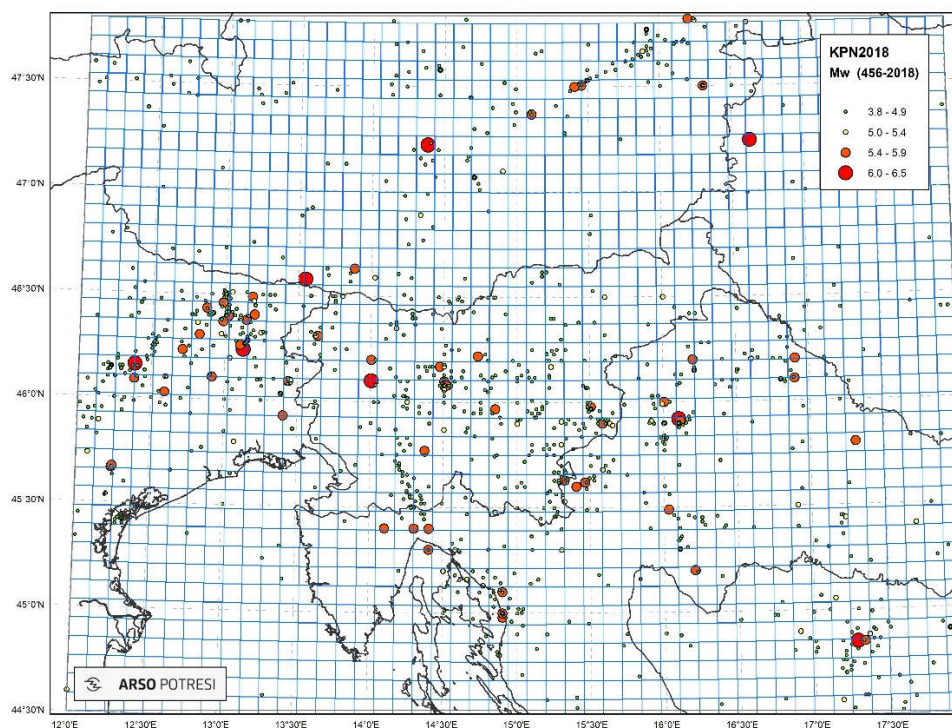 KPN2018
Mw (456-2018)
3.8 - 4.9
5.0 - 5.4
5.4 - 5.9
6.0 - 6.5
47°30'N
47°0'N
46°30'N
46°0'N
45°30'N
45°0'N
44°30'N
ARSO POTRESI
12°0'E
12°30'E
13°0'E
13°30'E
14°0'E
14°30'E
15°0'E
15°30'E
16°0'E
16°30'E
17°0'E
17°30'E